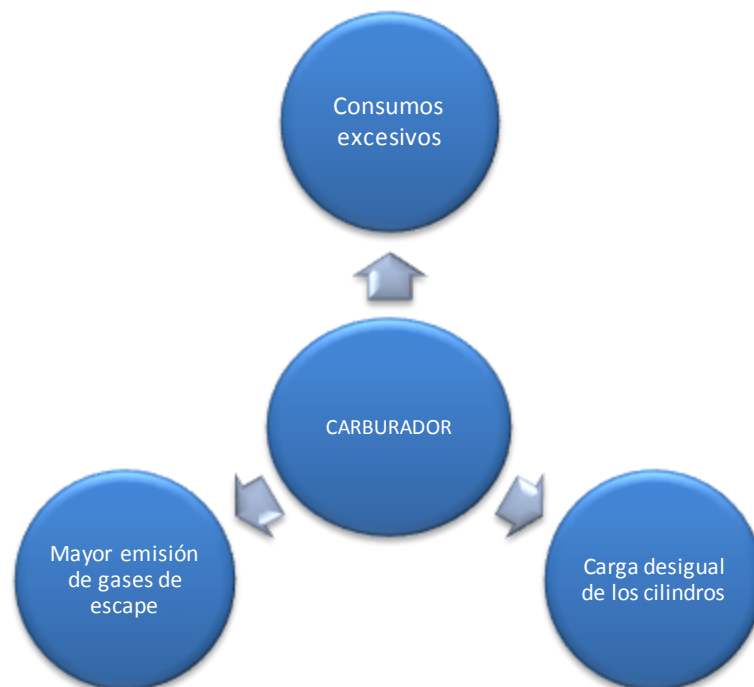 Consumos
excesivos
CARBURADOR
Mayor emisión
de gases de
escape
Carga desigual
de los cilindros